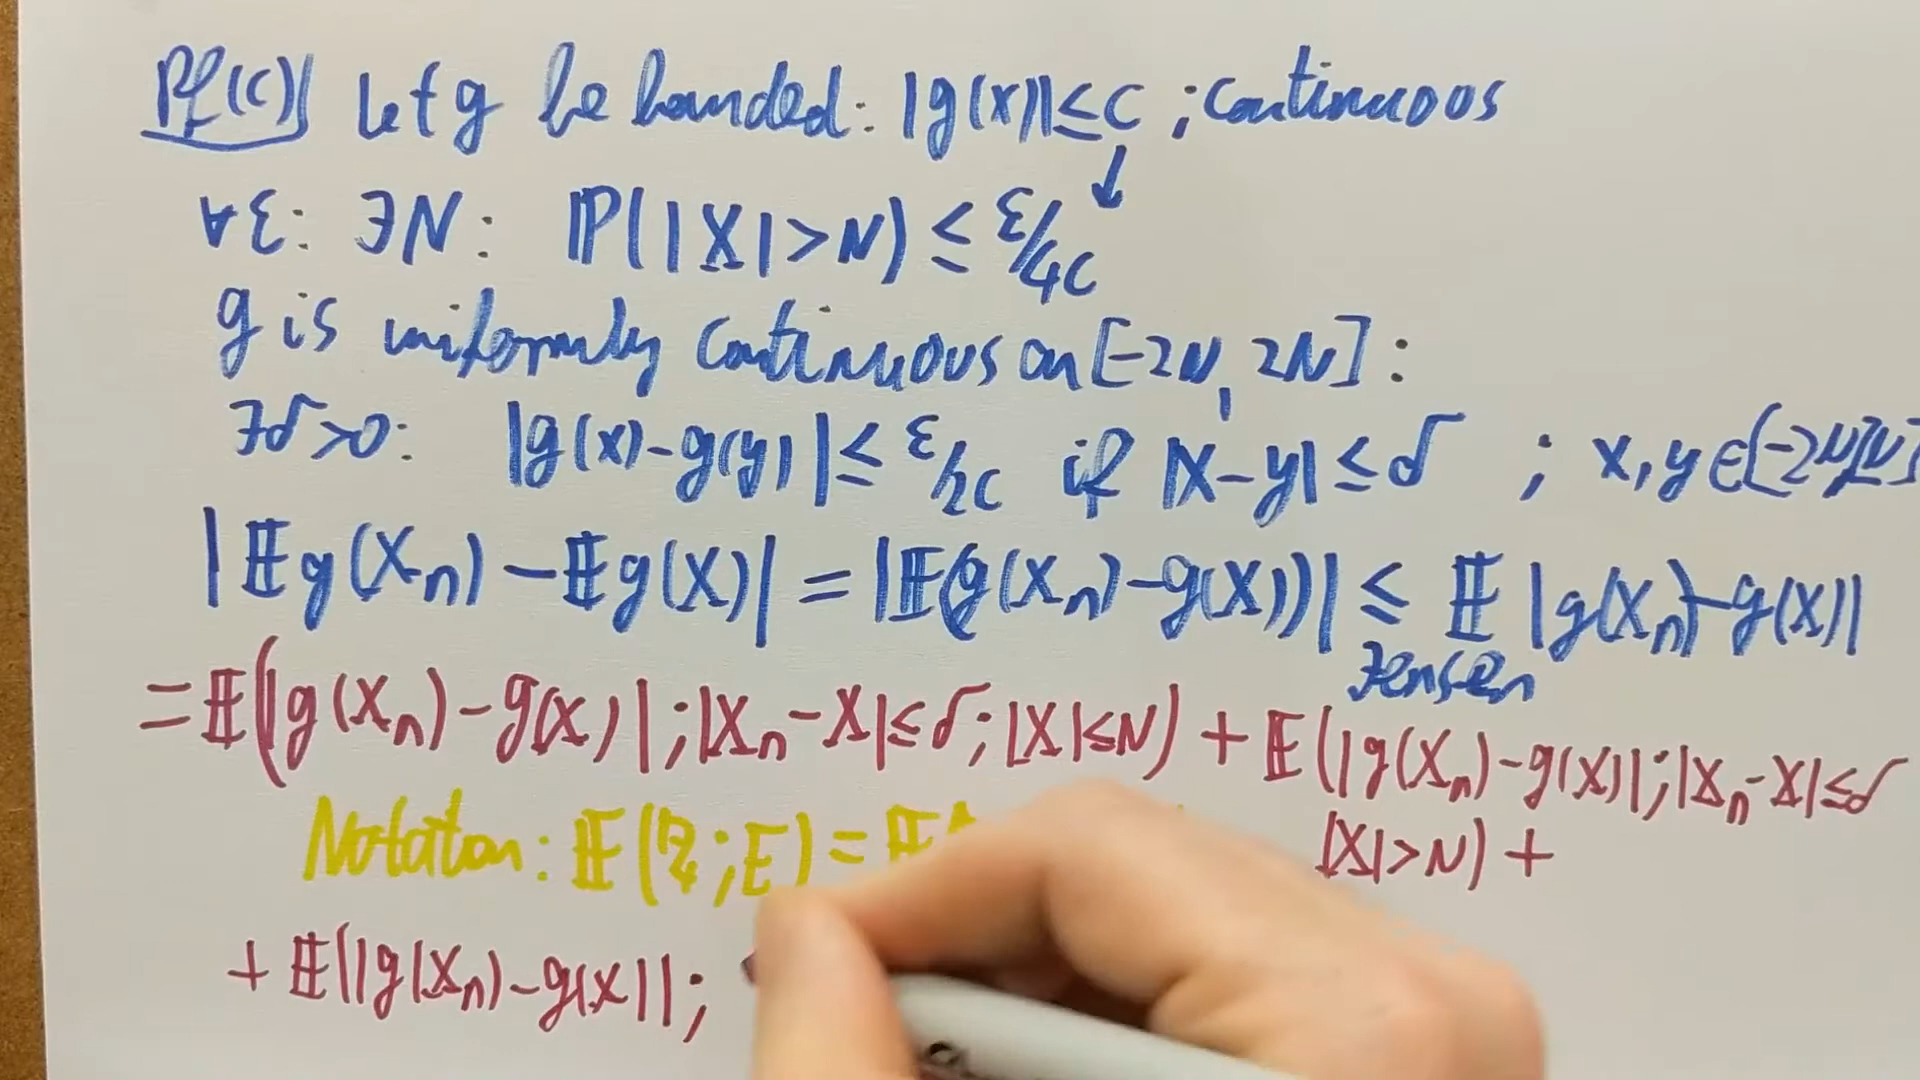 Pf(c) Let g be bounded: |g(x)|≤C ; continuous
∀ε: ∃N: ℙ(|X|>N) ≤ ε/4C
g is uniformly continuous on [-2N, 2N]:
∃δ>0: |g(x)-g(y)|≤ ε/2C if |x-y|≤δ ; x,y∈[-2N,2N]
|𝔼g(Xₙ)-𝔼g(X)| = |𝔼(g(Xₙ)-g(X))| ≤ 𝔼|g(Xₙ)-g(X)|
Jensen
=𝔼(|g(Xₙ)-g(X)|;|Xₙ-X|≤δ;|X|≤N) + 𝔼(|g(Xₙ)-g(X)|;|Xₙ-X|≤δ
|X|>N) +
Notation: 𝔼(Z;E) = 𝔼
+ 𝔼(|g(Xₙ)-g(X)|;